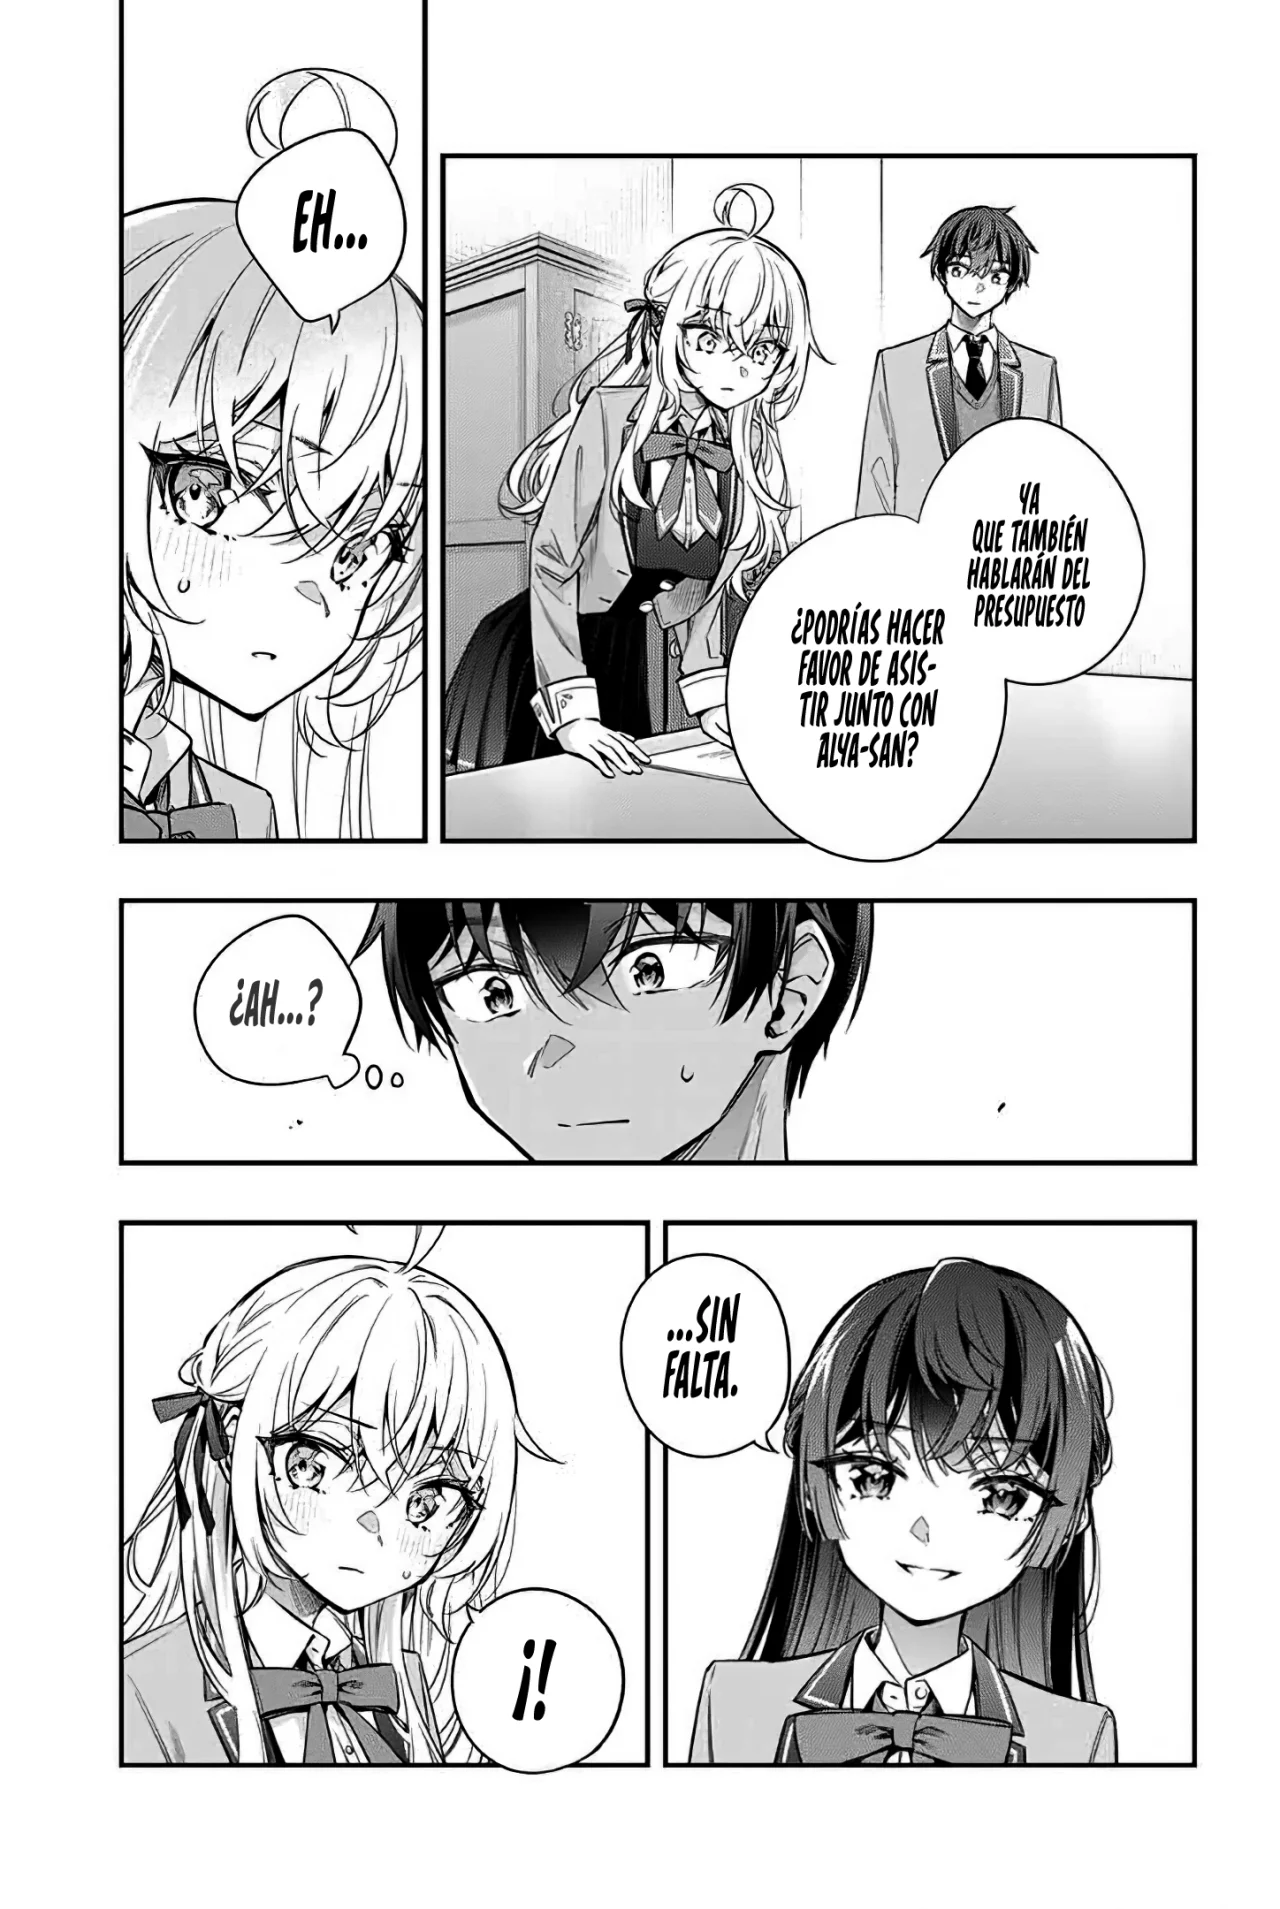 YA
QUE TAMBIÉN
HABLARÁN DEL
PRESUPUESTO
¿PODRÍAS HACER
FAVOR DE ASIS-
TIR JUNTO CON
ALYA-SAN?
EH...
¿AH...?
...SIN
FALTA.
¡!